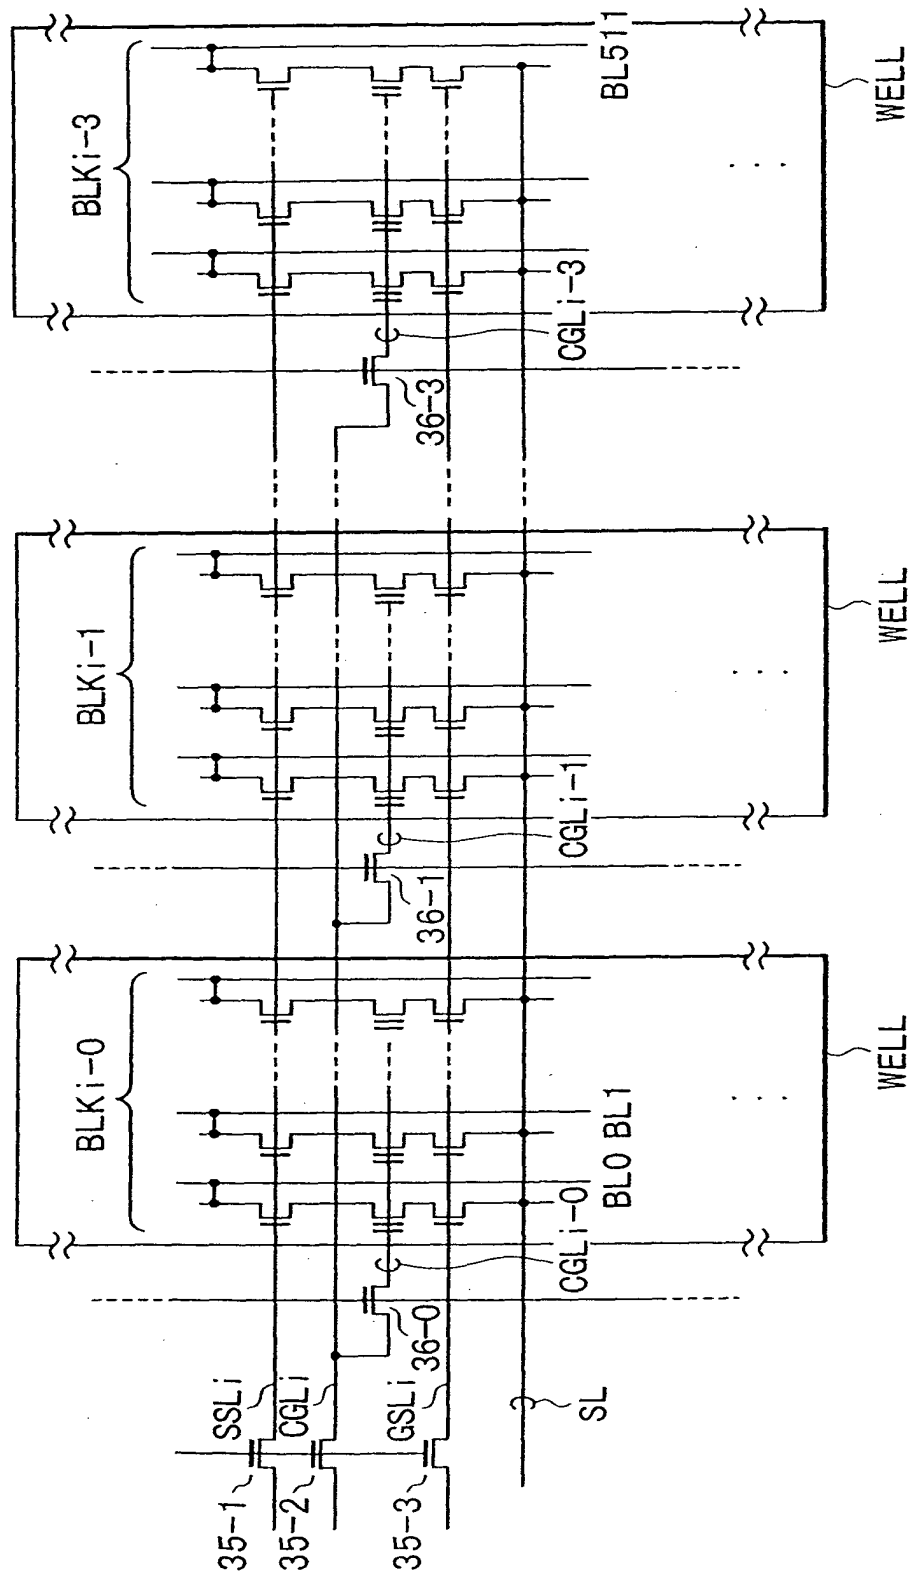 BLKi-0
BLKi-1
BLKi-3
35-1
SSLi
35-2
CGLi
36-0
36-1
36-3
35-3
GSLi
CGLi-0
CGLi-1
CGLi-3
SL
BL0 BL1
BL511
WELL
WELL
WELL